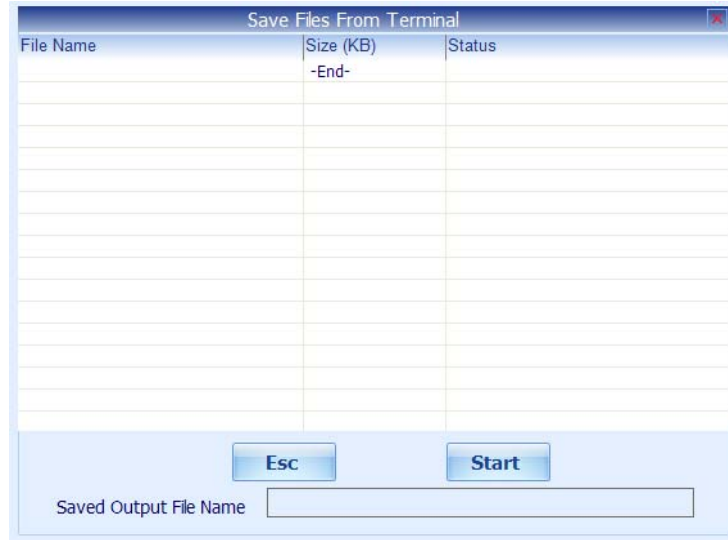 Save Files From Terminal
File Name Size (KB) Status
-End-
Esc Start
Saved Output File Name